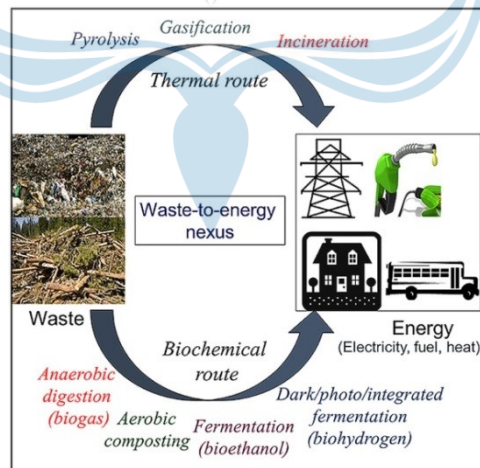 Pyrolysis
Gasification
Incineration
Thermal route
Waste-to-energy
nexus
Waste
Energy
(Electricity, fuel, heat)
Biochemical
route
Anaerobic
digestion
(biogas)
Aerobic
composting
Fermentation
(bioethanol)
Dark/photo/integrated
fermentation
(biohydrogen)